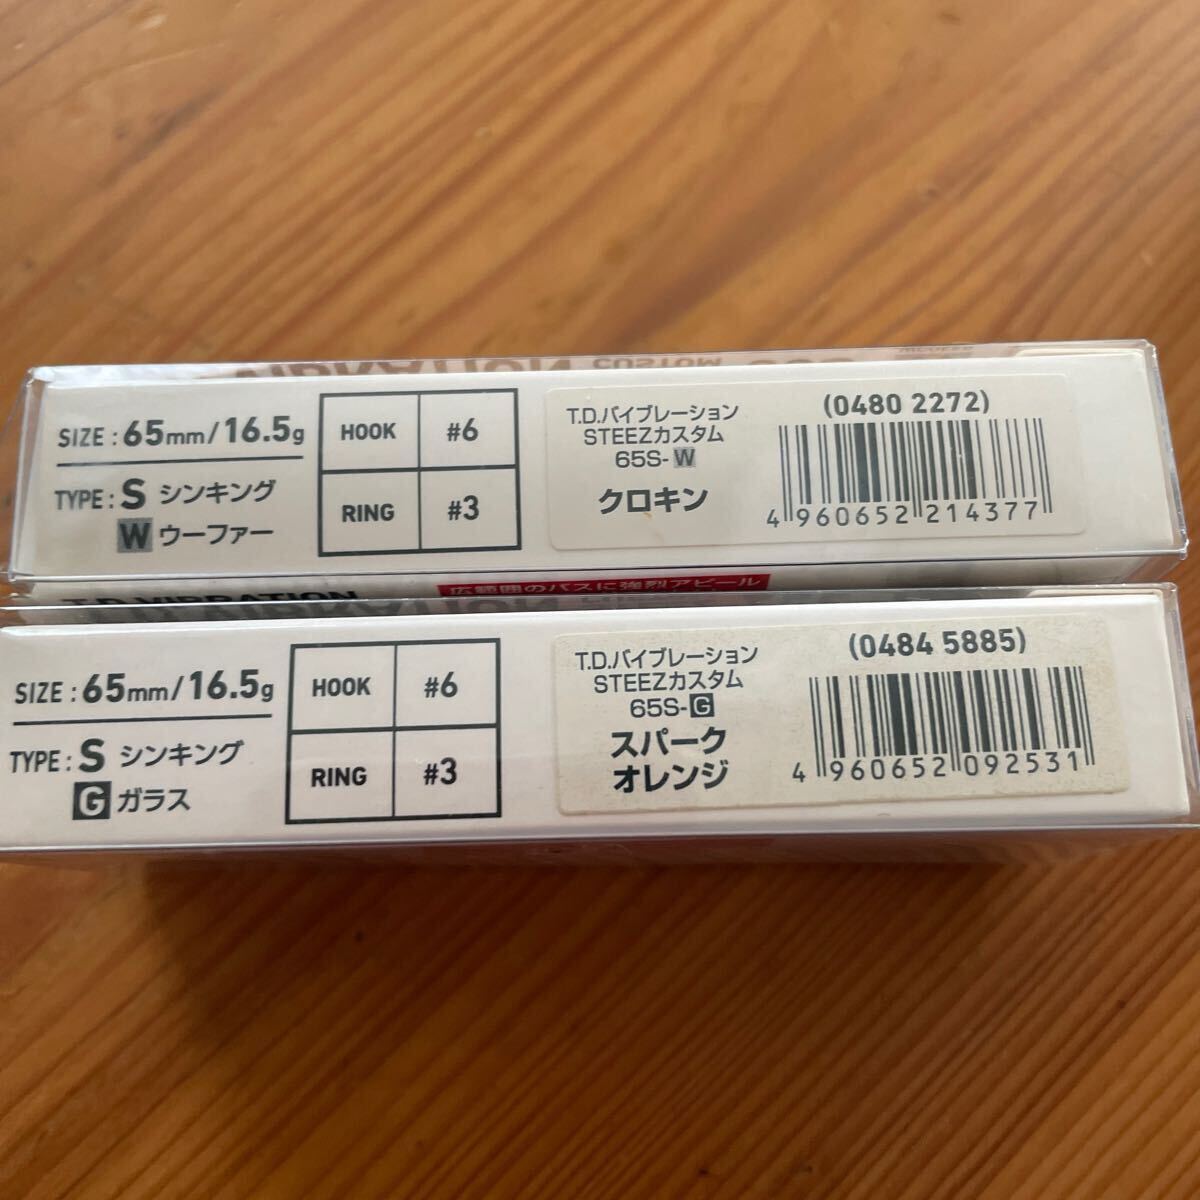 VIBRATION CUSTOM
SIZE : 65mm/16.5g
TYPE : S シンキング
W ウーファー
HOOK #6
RING #3
T.D.バイブレーション
STEEZカスタム
65S-W
クロキン
(0480 2272)
4 960652 214377
広範囲のバスに強烈アピール
T.D.VIBRATION
SIZE : 65mm/16.5g
TYPE : S シンキング
G ガラス
HOOK #6
RING #3
T.D.バイブレーション
STEEZカスタム
65S-G
スパーク
オレンジ
(0484 5885)
4 960652 092531